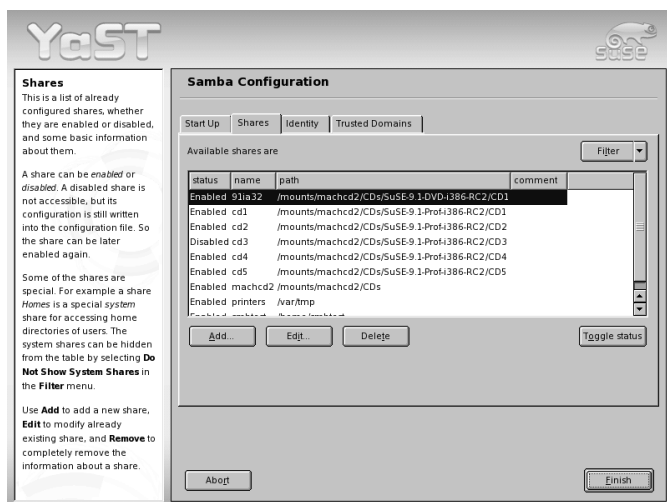 YaST
SUSE
Shares
This is a list of already
configured shares, whether
they are enabled or disabled,
and some basic information
about them.
A share can be enabled or
disabled. A disabled share is
not accessible, but its
configuration is still written
into the configuration file. So
the share can be later
enabled again.
Some of the shares are
special. For example a share
Homes is a special system
share for accessing home
directories of users. The
system shares can be hidden
from the table by selecting Do
Not Show System Shares in
the Filter menu.
Use Add to add a new share,
Edit to modify already
existing share, and Remove to
completely remove the
information about a share.
Samba Configuration
Start Up Shares Identity Trusted Domains
Available shares are Filter
status name path comment
Enabled 91ia32 /mounts/machcd2/CDs/SuSE-9.1-DVD-i386-RC2/CD1
Enabled cd1 /mounts/machcd2/CDs/SuSE-9.1-Prof-i386-RC2/CD1
Enabled cd2 /mounts/machcd2/CDs/SuSE-9.1-Prof-i386-RC2/CD2
Disabled cd3 /mounts/machcd2/CDs/SuSE-9.1-Prof-i386-RC2/CD3
Enabled cd4 /mounts/machcd2/CDs/SuSE-9.1-Prof-i386-RC2/CD4
Enabled cd5 /mounts/machcd2/CDs/SuSE-9.1-Prof-i386-RC2/CD5
Enabled machcd2 /mounts/machcd2/CDs
Enabled printers /var/tmp
Add... Edit... Delete Toggle status
Abort Finish